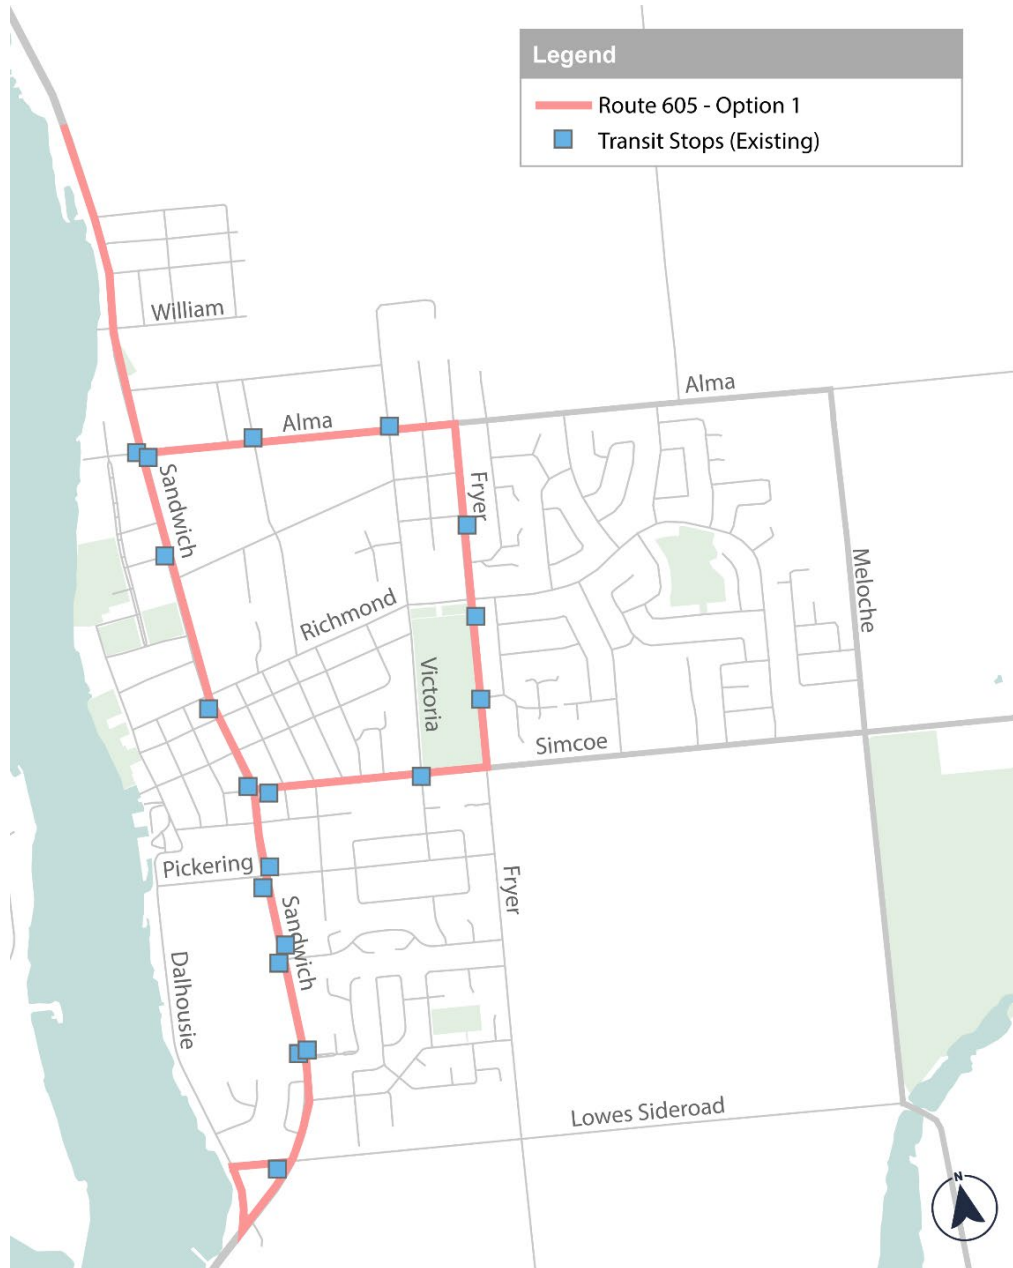 Legend
Route 605 - Option 1
Transit Stops (Existing)
William
Alma
Alma
Sandwich
Fryer
Meloche
Richmond
Victoria
Simcoe
Pickering
Fryer
Sandwich
Dalhousie
Lowes Sideroad
N